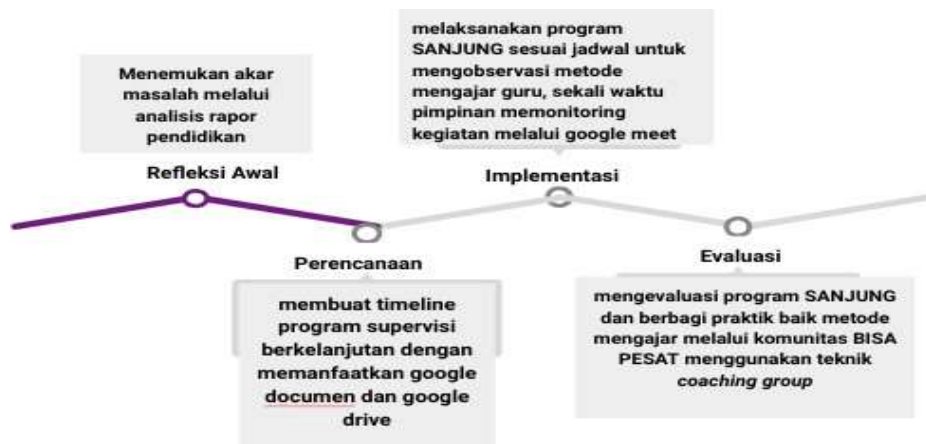 Menemukan akar
masalah melalui
analisis rapor
pendidikan
Refleksi Awal
Perencanaan
membuat timeline
program supervisi
berkelanjutan dengan
memanfaatkan google
documen dan google
drive
melaksanakan program
SANJUNG sesuai jadwal untuk
mengobservasi metode
mengajar guru, sekali waktu
pimpinan memonitoring
kegiatan melalui google meet
Implementasi
Evaluasi
mengevaluasi program SANJUNG
dan berbagi praktik baik metode
mengajar melalui komunitas BISA
PESAT menggunakan teknik
coaching group